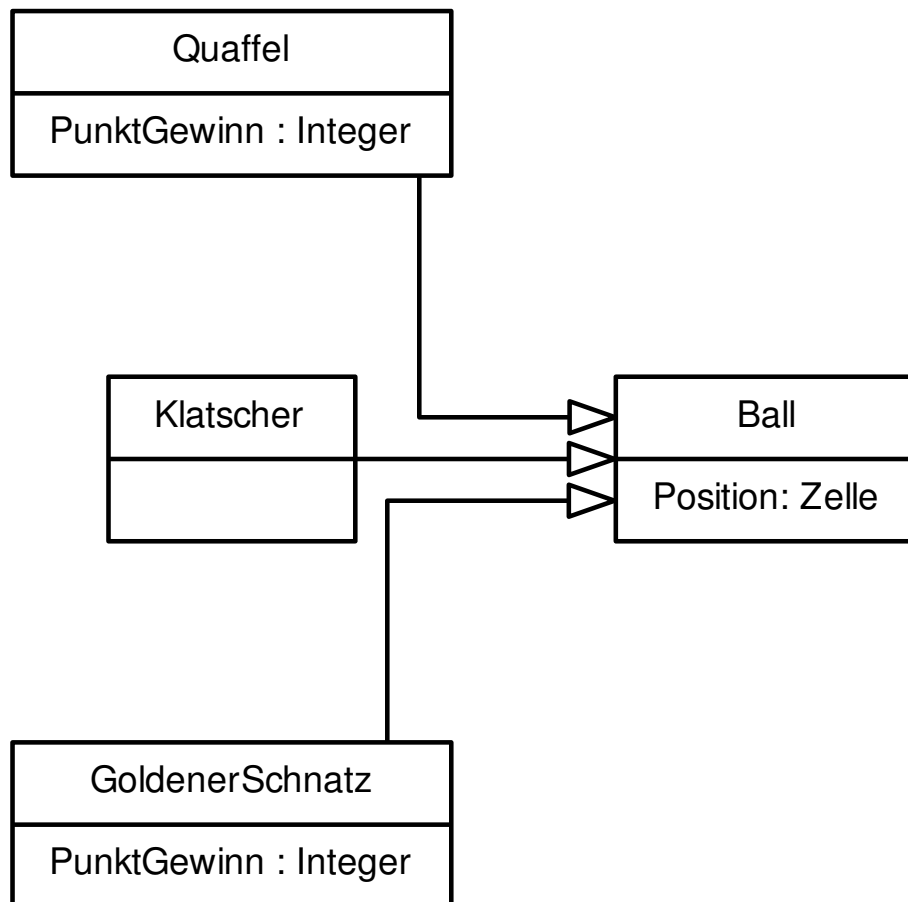 Quaffel
PunktGewinn : Integer
Klatscher
Ball
Position: Zelle
GoldenerSchnatz
PunktGewinn : Integer